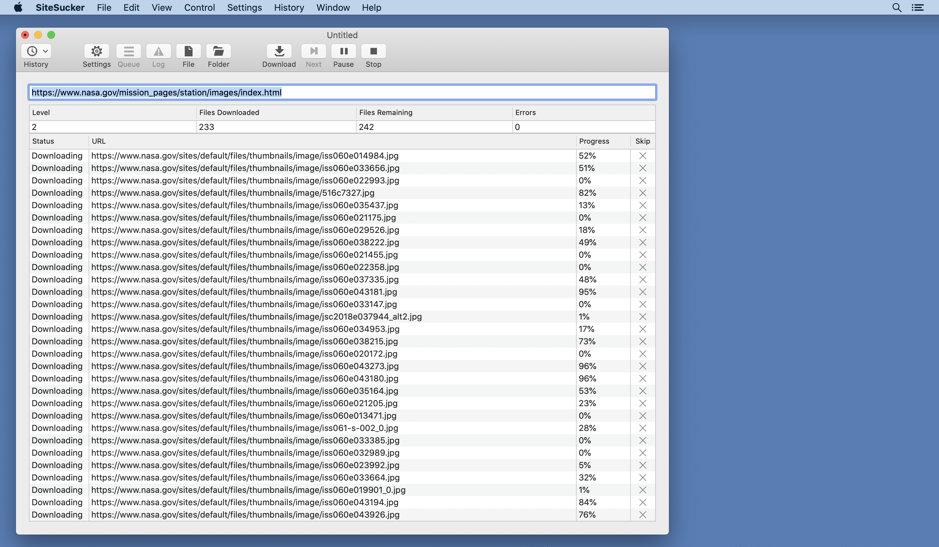 SiteSucker File Edit View Control Settings History Window Help
Untitled
History Settings Queue Log File Folder Download Next Pause Stop
https://www.nasa.gov/mission_pages/station/images/index.html
Level Files Downloaded Files Remaining Errors
2 233 242 0
Status URL Progress Skip
Downloading https://www.nasa.gov/sites/default/files/thumbnails/image/iss060e014984.jpg 52%
Downloading https://www.nasa.gov/sites/default/files/thumbnails/image/iss060e033656.jpg 51%
Downloading https://www.nasa.gov/sites/default/files/thumbnails/image/iss060e022993.jpg 0%
Downloading https://www.nasa.gov/sites/default/files/thumbnails/image/516c7327.jpg 82%
Downloading https://www.nasa.gov/sites/default/files/thumbnails/image/iss060e035437.jpg 13%
Downloading https://www.nasa.gov/sites/default/files/thumbnails/image/iss060e021175.jpg 0%
Downloading https://www.nasa.gov/sites/default/files/thumbnails/image/iss060e029526.jpg 18%
Downloading https://www.nasa.gov/sites/default/files/thumbnails/image/iss060e038222.jpg 49%
Downloading https://www.nasa.gov/sites/default/files/thumbnails/image/iss060e021455.jpg 0%
Downloading https://www.nasa.gov/sites/default/files/thumbnails/image/iss060e022358.jpg 0%
Downloading https://www.nasa.gov/sites/default/files/thumbnails/image/iss060e037335.jpg 48%
Downloading https://www.nasa.gov/sites/default/files/thumbnails/image/iss060e043181.jpg 95%
Downloading https://www.nasa.gov/sites/default/files/thumbnails/image/iss060e033147.jpg 0%
Downloading https://www.nasa.gov/sites/default/files/thumbnails/image/jsc2018e037944_alt2.jpg 1%
Downloading https://www.nasa.gov/sites/default/files/thumbnails/image/iss060e034953.jpg 17%
Downloading https://www.nasa.gov/sites/default/files/thumbnails/image/iss060e038215.jpg 73%
Downloading https://www.nasa.gov/sites/default/files/thumbnails/image/iss060e020172.jpg 0%
Downloading https://www.nasa.gov/sites/default/files/thumbnails/image/iss060e043273.jpg 96%
Downloading https://www.nasa.gov/sites/default/files/thumbnails/image/iss060e043180.jpg 96%
Downloading https://www.nasa.gov/sites/default/files/thumbnails/image/iss060e035164.jpg 53%
Downloading https://www.nasa.gov/sites/default/files/thumbnails/image/iss060e021205.jpg 23%
Downloading https://www.nasa.gov/sites/default/files/thumbnails/image/iss060e013471.jpg 0%
Downloading https://www.nasa.gov/sites/default/files/thumbnails/image/iss061-s-002_0.jpg 28%
Downloading https://www.nasa.gov/sites/default/files/thumbnails/image/iss060e033385.jpg 0%
Downloading https://www.nasa.gov/sites/default/files/thumbnails/image/iss060e032989.jpg 0%
Downloading https://www.nasa.gov/sites/default/files/thumbnails/image/iss060e023992.jpg 5%
Downloading https://www.nasa.gov/sites/default/files/thumbnails/image/iss060e033664.jpg 32%
Downloading https://www.nasa.gov/sites/default/files/thumbnails/image/iss060e019901_0.jpg 1%
Downloading https://www.nasa.gov/sites/default/files/thumbnails/image/iss060e043194.jpg 84%
Downloading https://www.nasa.gov/sites/default/files/thumbnails/image/iss060e043926.jpg 76%